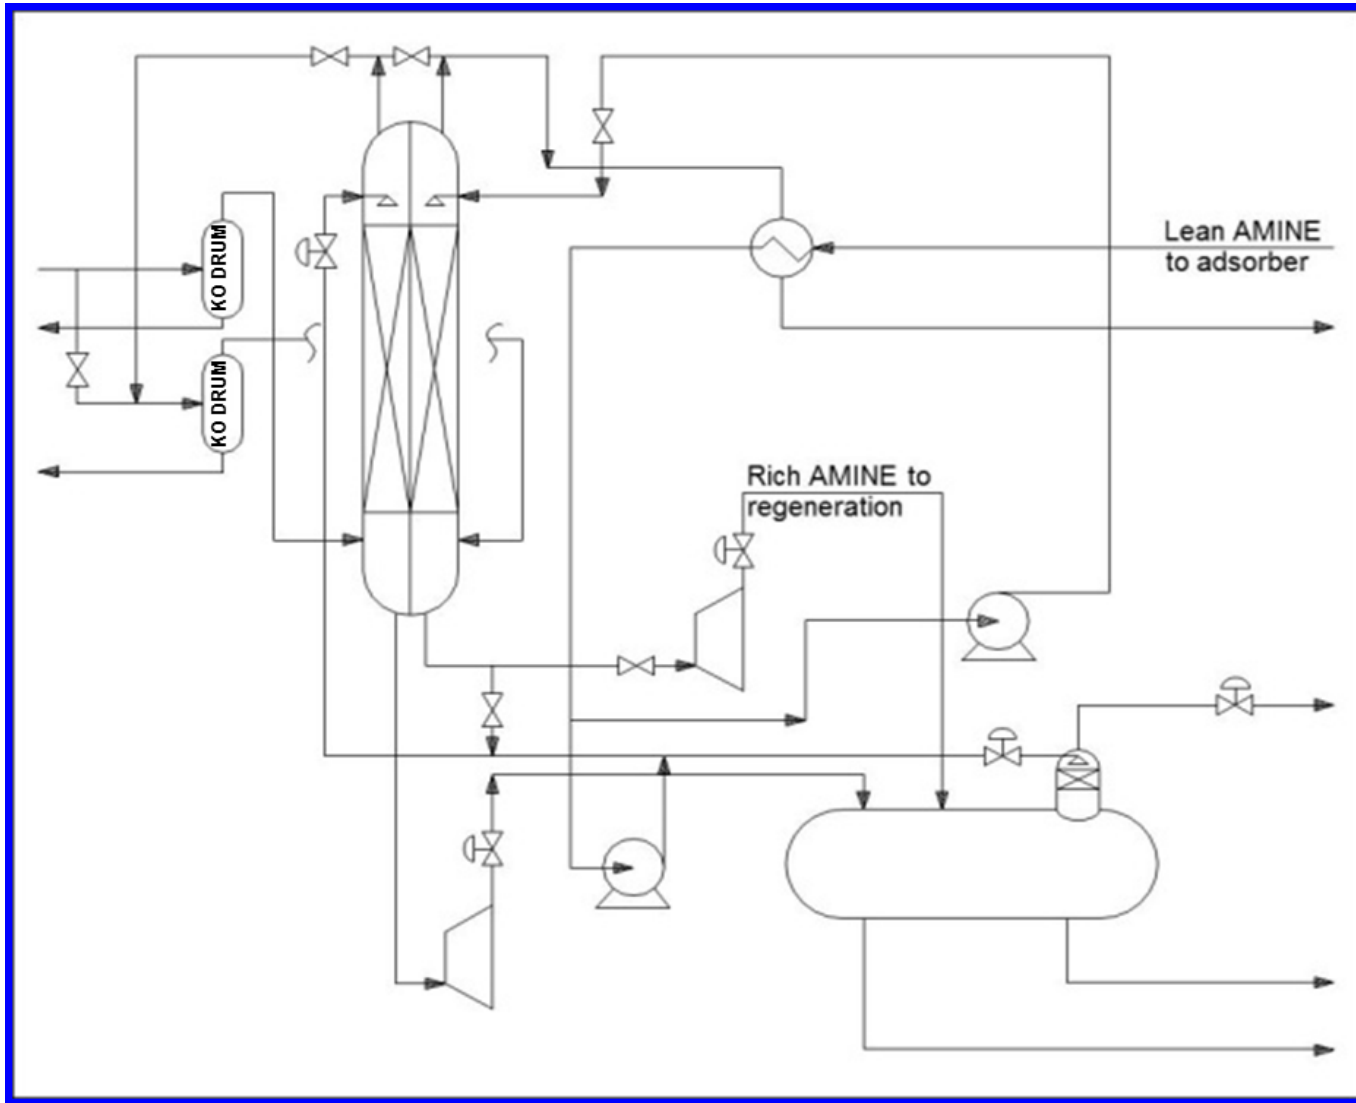 KO DRUM
KO DRUM
Lean AMINE
to adsorber
Rich AMINE to
regeneration